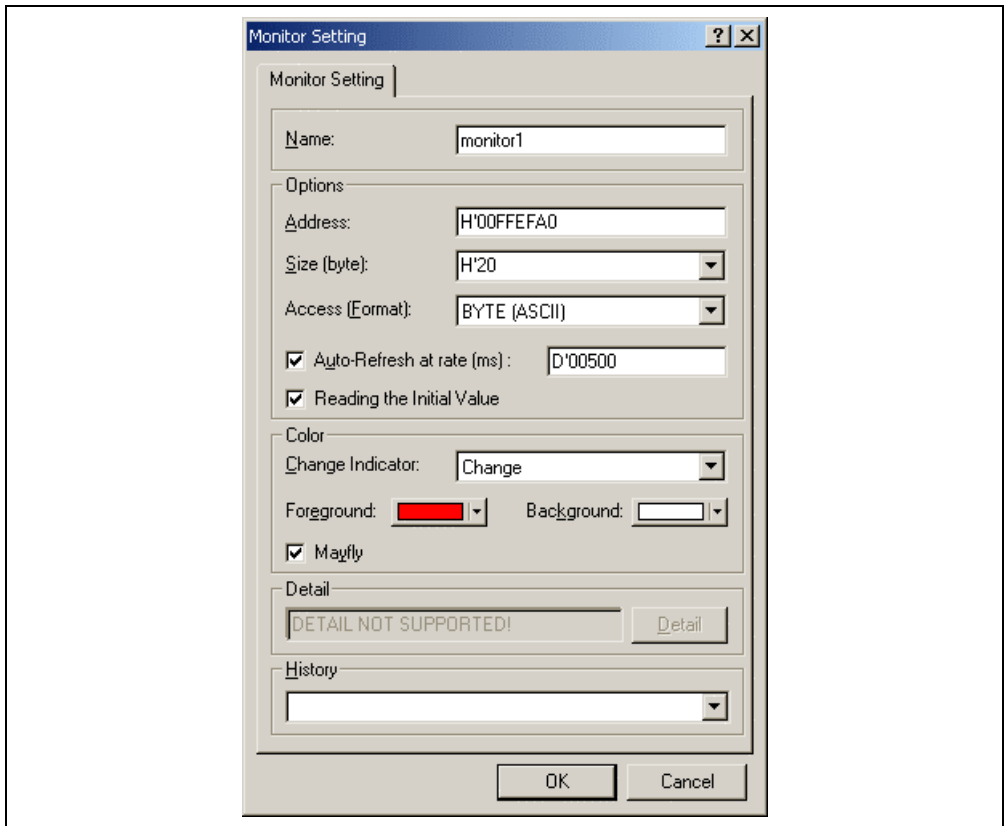 Monitor Setting
Monitor Setting
Name: monitor1
Options
Address: H'00FFEFA0
Size (byte): H'20
Access (Format): BYTE (ASCII)
Auto-Refresh at rate (ms) : D'00500
Reading the Initial Value
Color
Change Indicator: Change
Foreground: Background:
Mayfly
Detail
DETAIL NOT SUPPORTED! Detail
History
OK Cancel